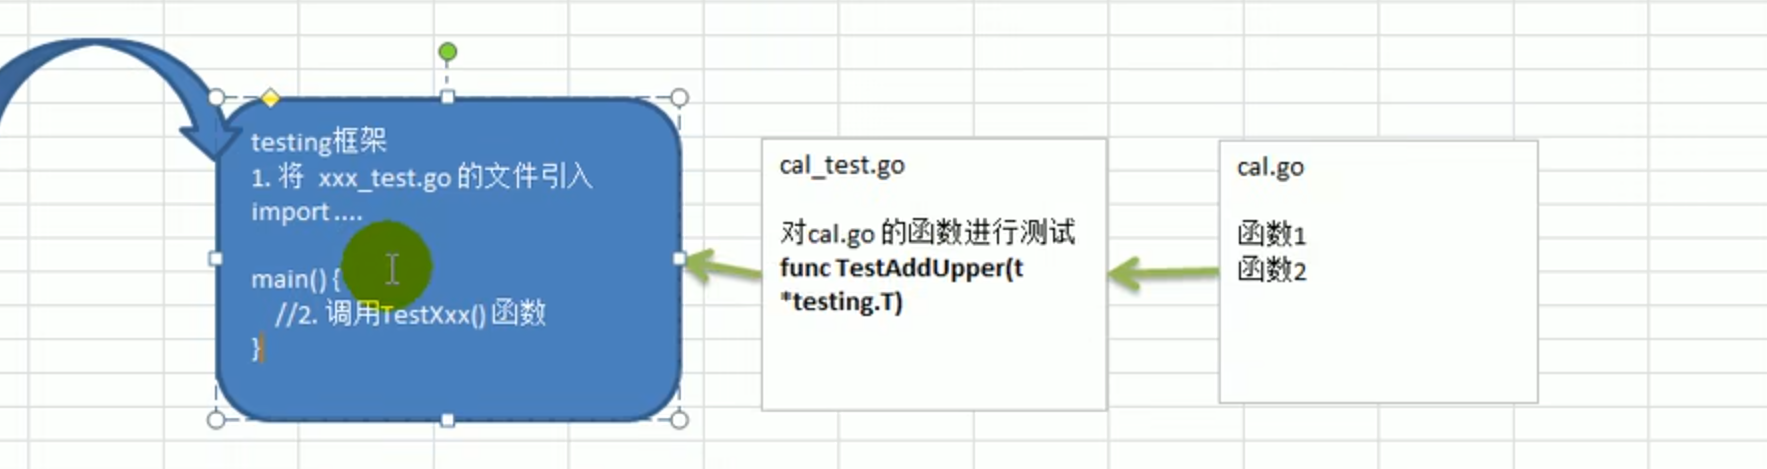 testing框架
1. 将 xxx_test.go 的文件引入
import ....
main() {
//2. 调用TestXxx() 函数
}
cal_test.go
对cal.go 的函数进行测试
func TestAddUpper(t
*testing.T)
cal.go
函数1
函数2